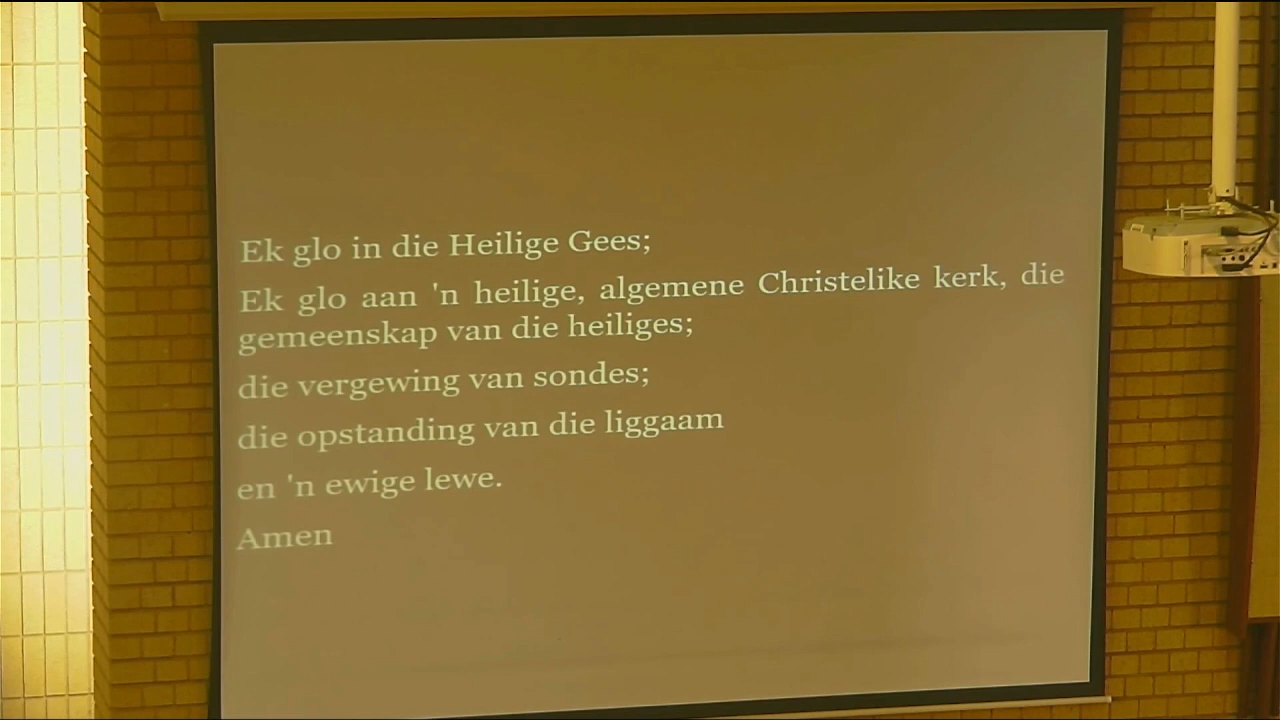 Ek glo in die Heilige Gees;
Ek glo aan 'n heilige, algemene Christelike kerk, die
gemeenskap van die heiliges;
die vergewing van sondes;
die opstanding van die liggaam
en 'n ewige lewe.
Amen